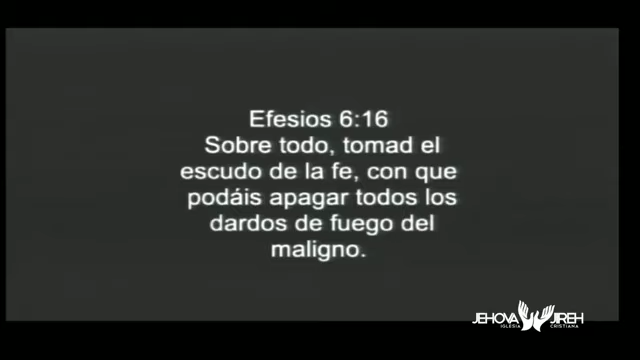 Efesios 6:16
Sobre todo, tomad el
escudo de la fe, con que
podáis apagar todos los
dardos de fuego del
maligno.
JEHOVA JIREH
IGLESIA CRISTIANA